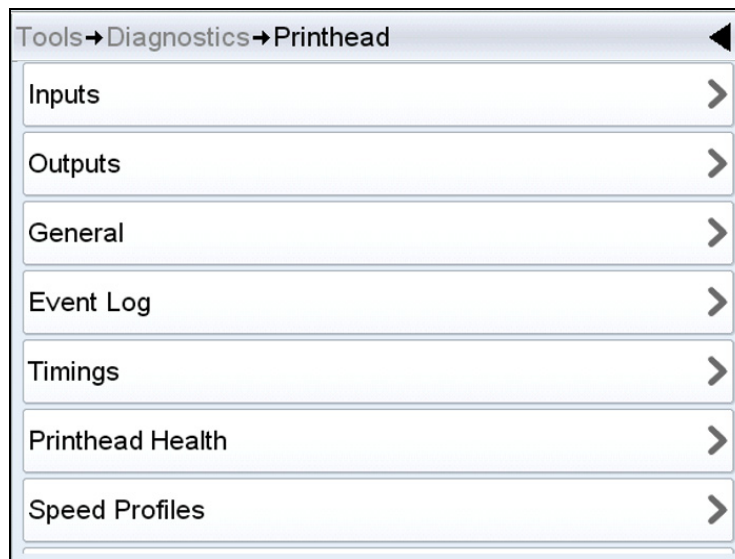 Tools→Diagnostics→Printhead
Inputs
Outputs
General
Event Log
Timings
Printhead Health
Speed Profiles